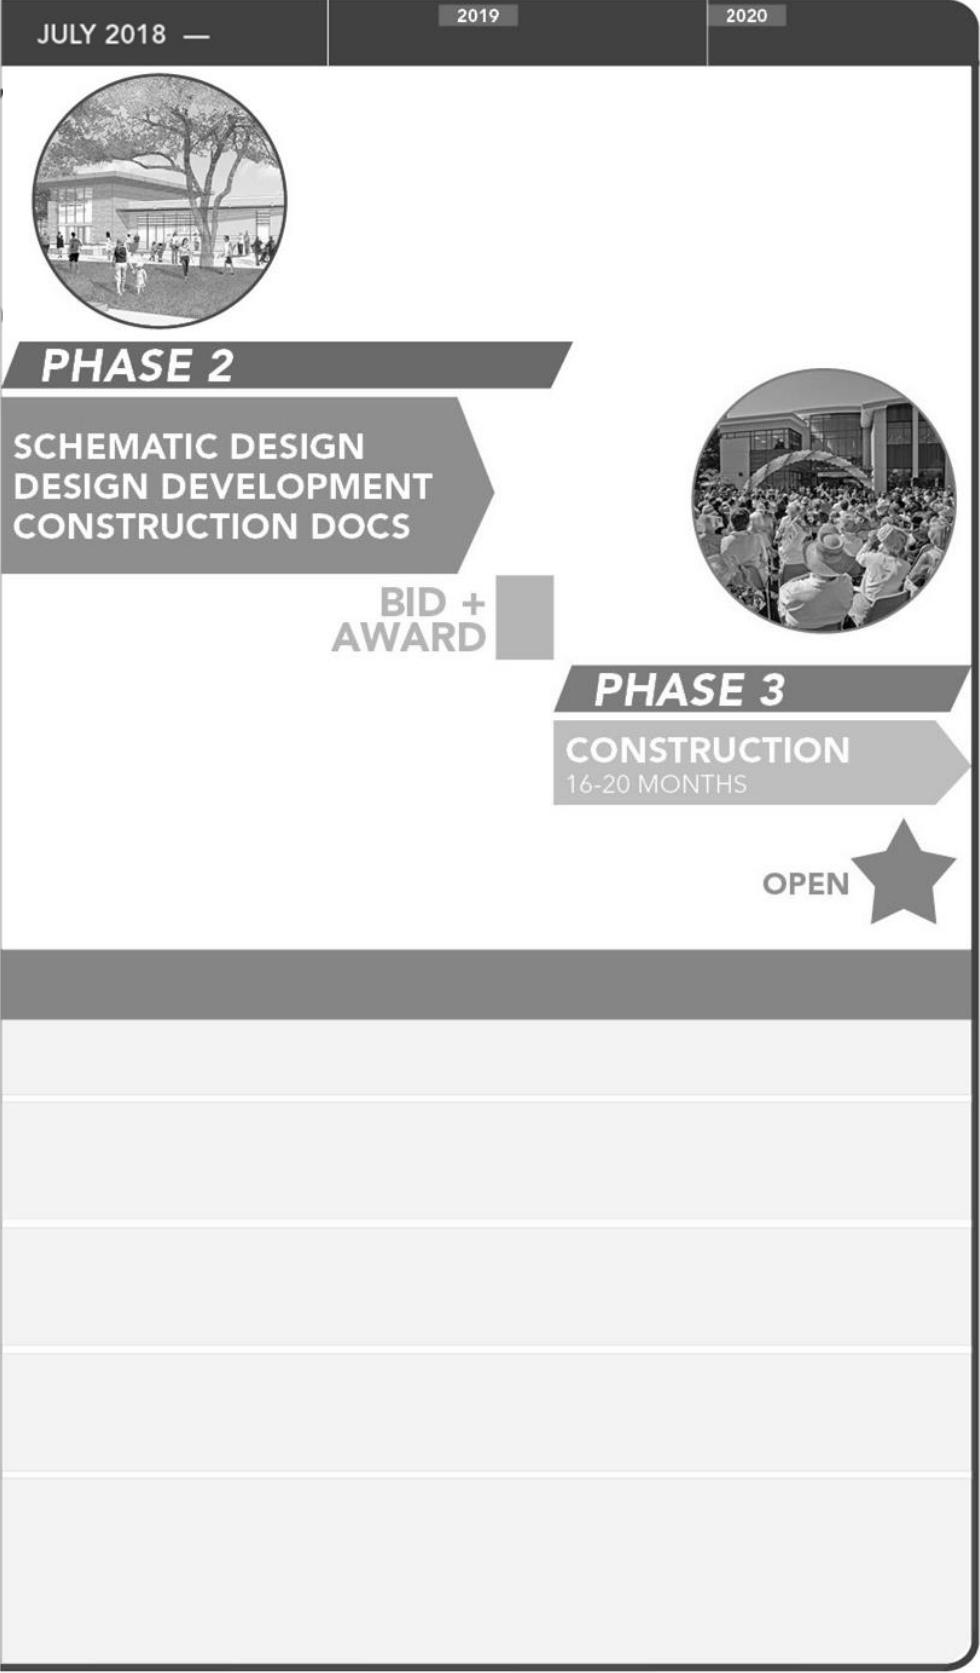 JULY 2018 —
2019
2020
PHASE 2
SCHEMATIC DESIGN
DESIGN DEVELOPMENT
CONSTRUCTION DOCS
BID +
AWARD
PHASE 3
CONSTRUCTION
16-20 MONTHS
OPEN